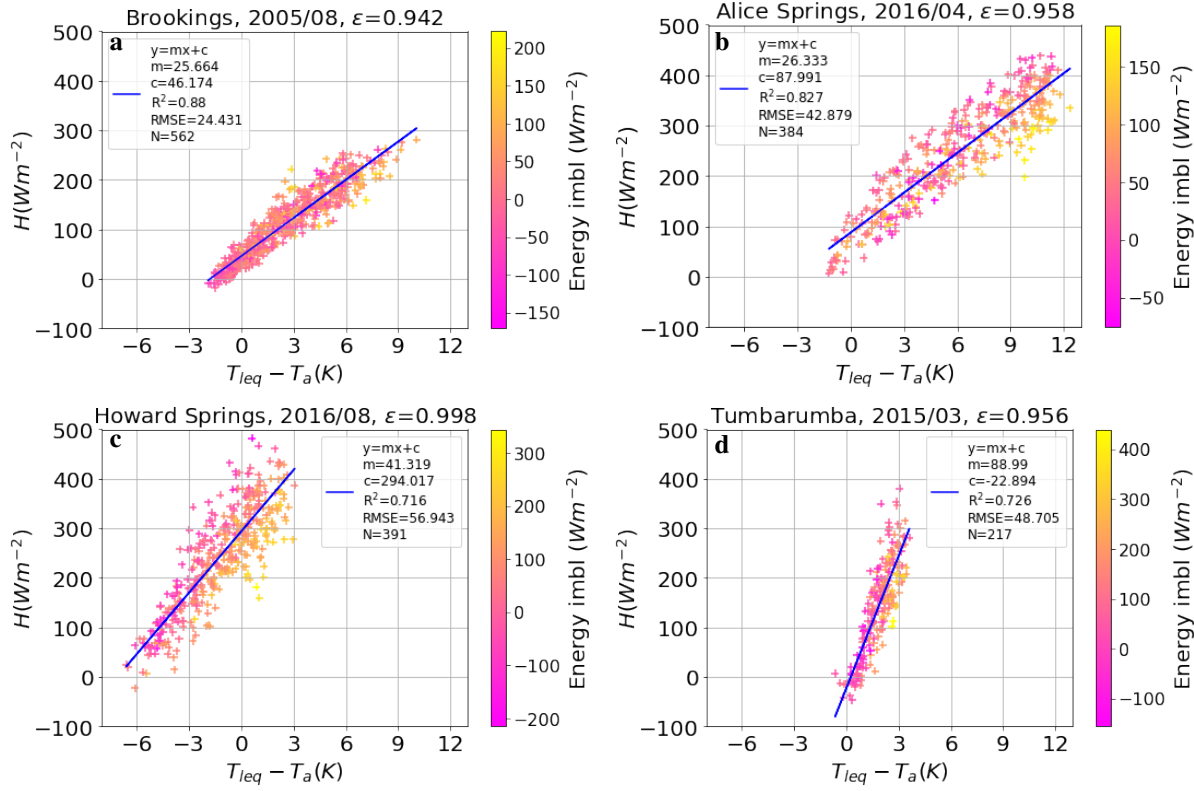 Brookings, 2005/08, ε=0.942
a
y=mx+c
m=25.664
c=46.174
R²=0.88
RMSE=24.431
N=562
500
400
300
200
100
0
−100
H(Wm⁻²)
−6 −3 0 3 6 9 12
T_leq − T_a(K)
200
150
100
50
0
−50
−100
−150
Energy imbl (Wm⁻²)
Alice Springs, 2016/04, ε=0.958
b
y=mx+c
m=26.333
c=87.991
R²=0.827
RMSE=42.879
N=384
500
400
300
200
100
0
−100
H(Wm⁻²)
−6 −3 0 3 6 9 12
T_leq − T_a(K)
150
100
50
0
−50
Energy imbl (Wm⁻²)
Howard Springs, 2016/08, ε=0.998
c
y=mx+c
m=41.319
c=294.017
R²=0.716
RMSE=56.943
N=391
500
400
300
200
100
0
−100
H(Wm⁻²)
−6 −3 0 3 6 9 12
T_leq − T_a(K)
300
200
100
0
−100
−200
Energy imbl (Wm⁻²)
Tumbarumba, 2015/03, ε=0.956
d
y=mx+c
m=88.99
c=-22.894
R²=0.726
RMSE=48.705
N=217
500
400
300
200
100
0
−100
H(Wm⁻²)
−6 −3 0 3 6 9 12
T_leq − T_a(K)
400
300
200
100
0
−100
Energy imbl (Wm⁻²)